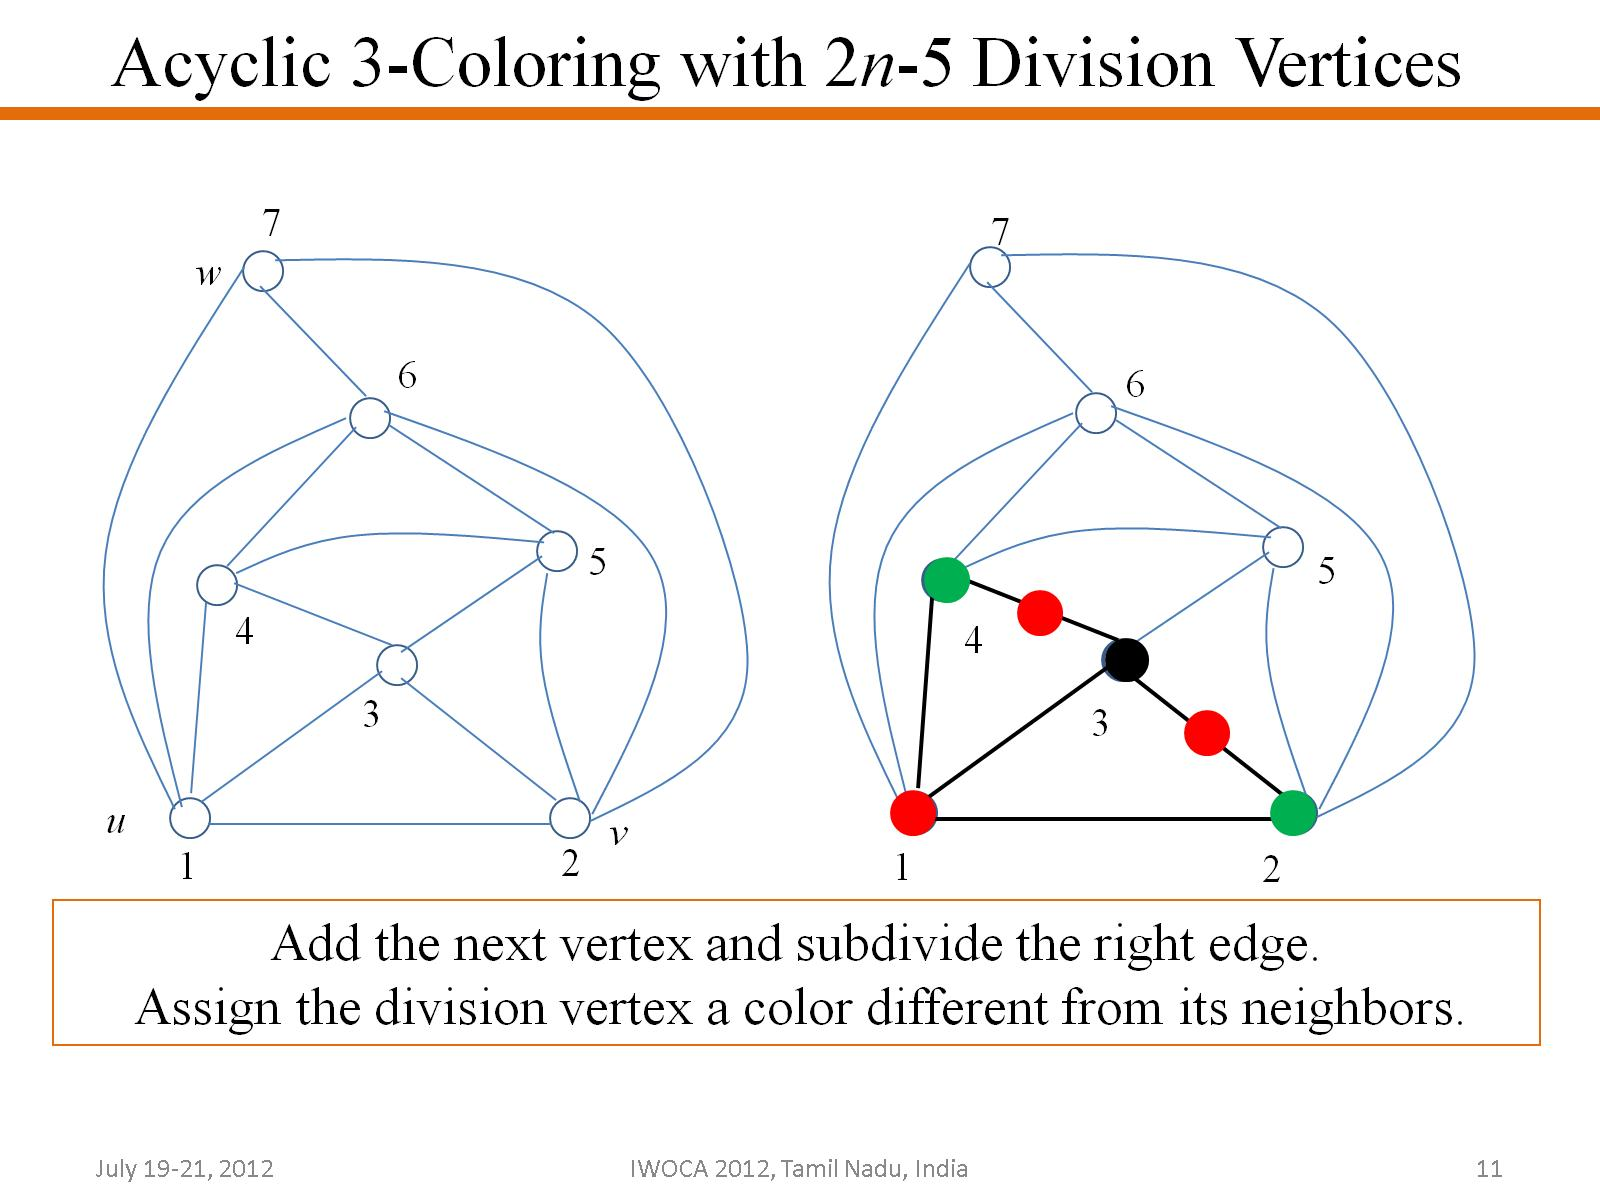 Acyclic 3-Coloring with 2n-5 Division Vertices
7
w
6
5
4
3
u
v
1
2
7
6
5
4
3
1
2
Add the next vertex and subdivide the right edge.
Assign the division vertex a color different from its neighbors.
July 19-21, 2012
IWOCA 2012, Tamil Nadu, India
11